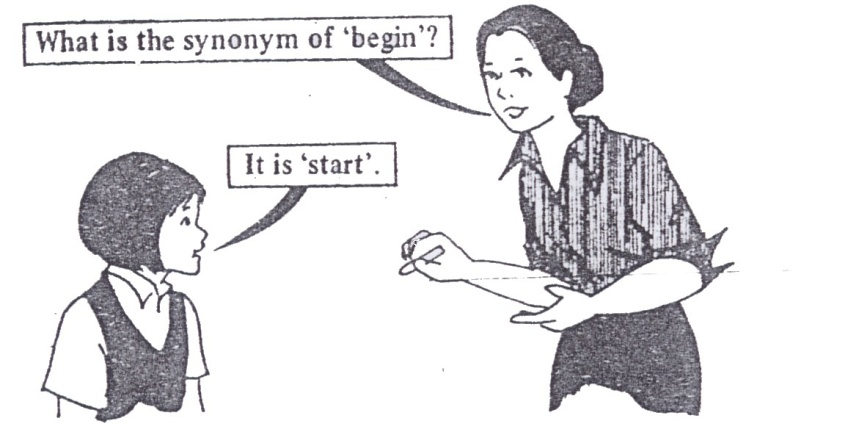 What is the synonym of ‘begin’?
It is ‘start’.